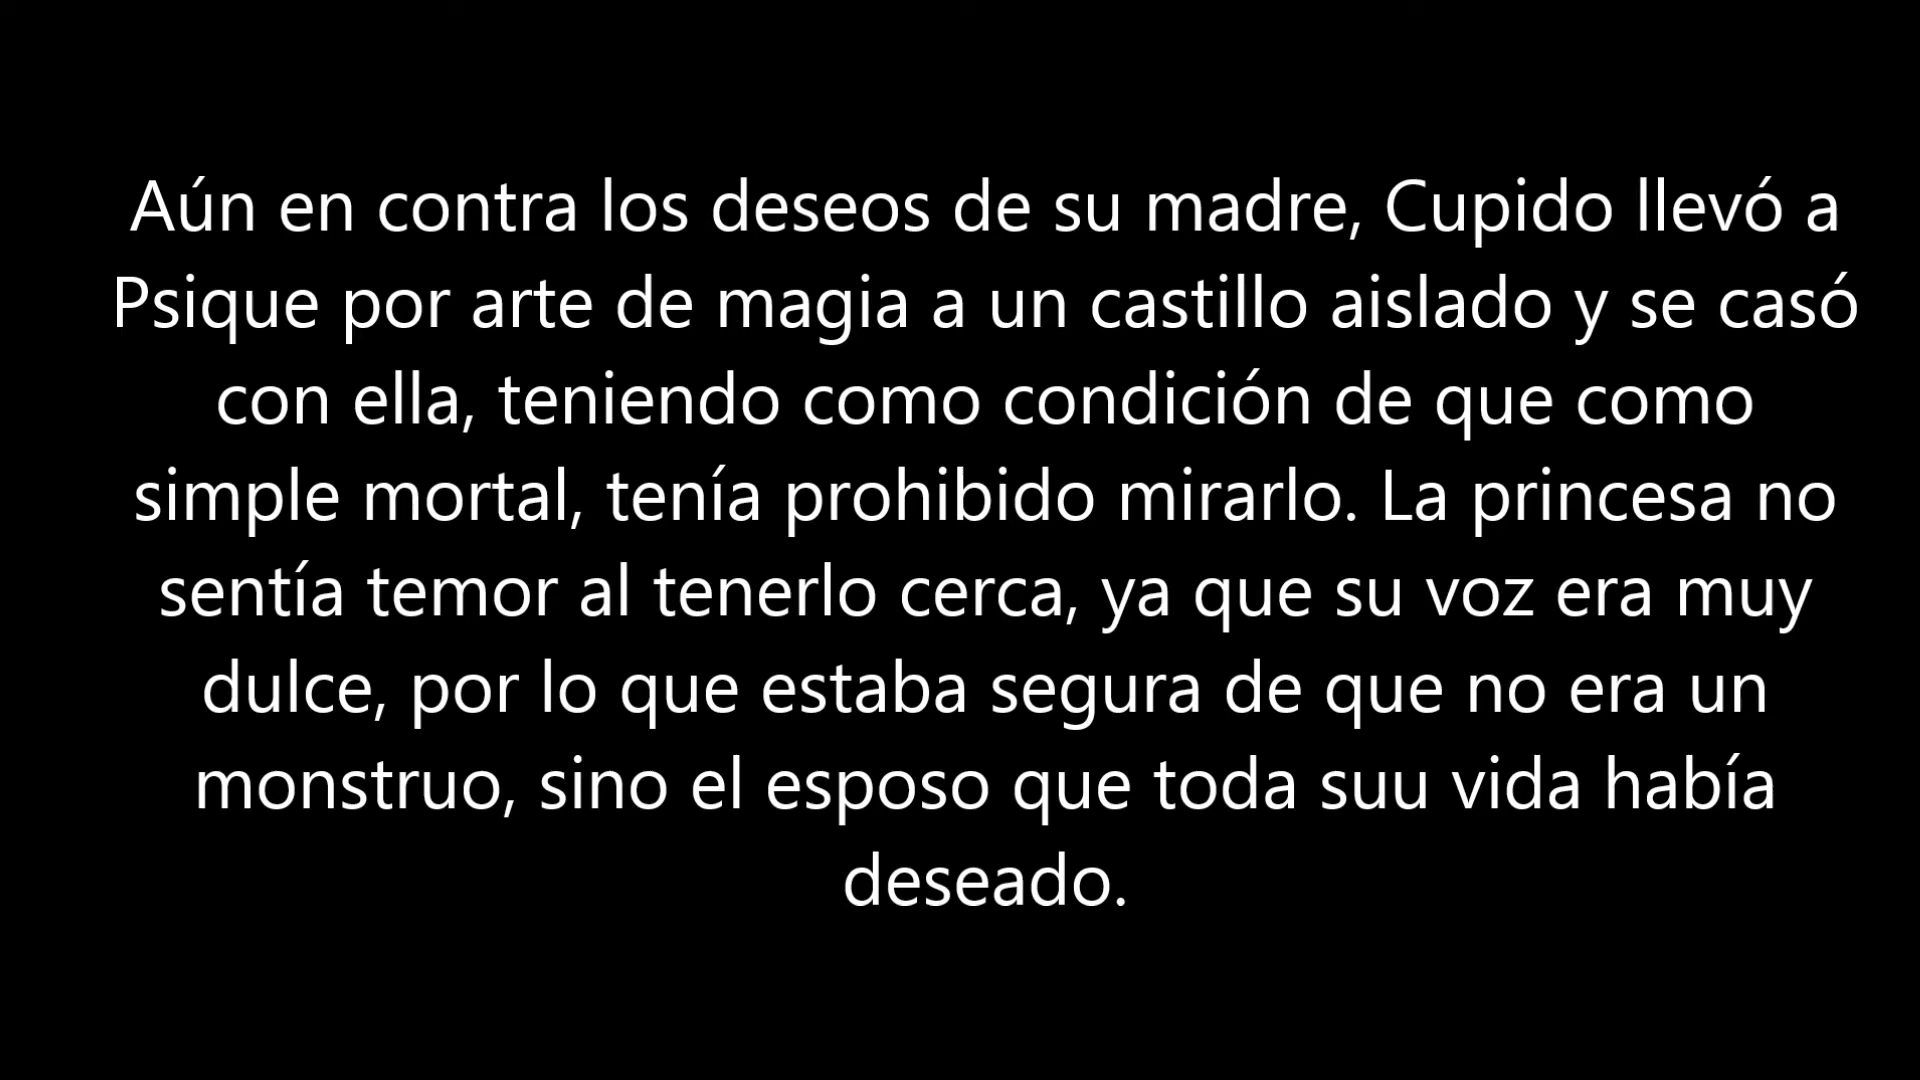 Aún en contra los deseos de su madre, Cupido llevó a
Psique por arte de magia a un castillo aislado y se casó
con ella, teniendo como condición de que como
simple mortal, tenía prohibido mirarlo. La princesa no
sentía temor al tenerlo cerca, ya que su voz era muy
dulce, por lo que estaba segura de que no era un
monstruo, sino el esposo que toda suu vida había
deseado.